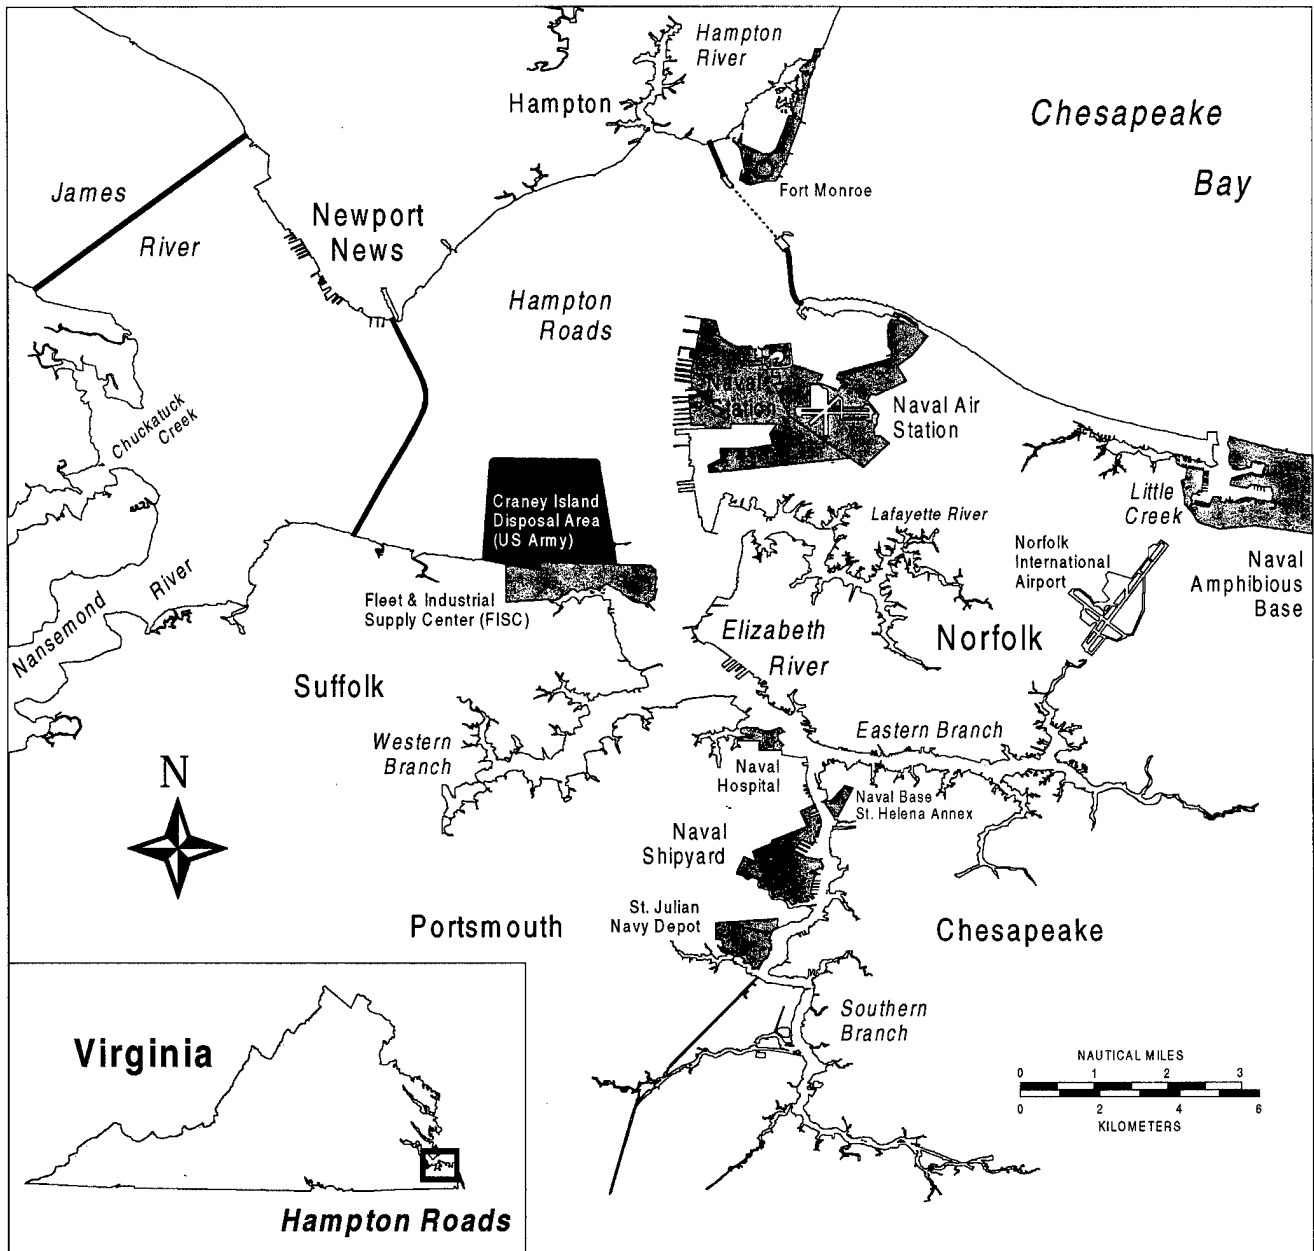 Hampton
River
Hampton
Chesapeake
Bay
Fort Monroe
James
River
Newport
News
Hampton
Roads
Naval
Station
Naval Air
Station
Chuckatuck
Creek
Craney Island
Disposal Area
(US Army)
Little
Creek
Lafayette River
Norfolk
International
Airport
Naval
Amphibious
Base
Nansemond River
Fleet & Industrial
Supply Center (FISC)
Elizabeth
River
Norfolk
Suffolk
Western
Branch
Eastern Branch
Naval
Hospital
Naval Base
St. Helena Annex
N
Naval
Shipyard
St. Julian
Navy Depot
Portsmouth
Chesapeake
Southern
Branch
Virginia
Hampton Roads
NAUTICAL MILES
0 1 2 3
0 2 4 6
KILOMETERS